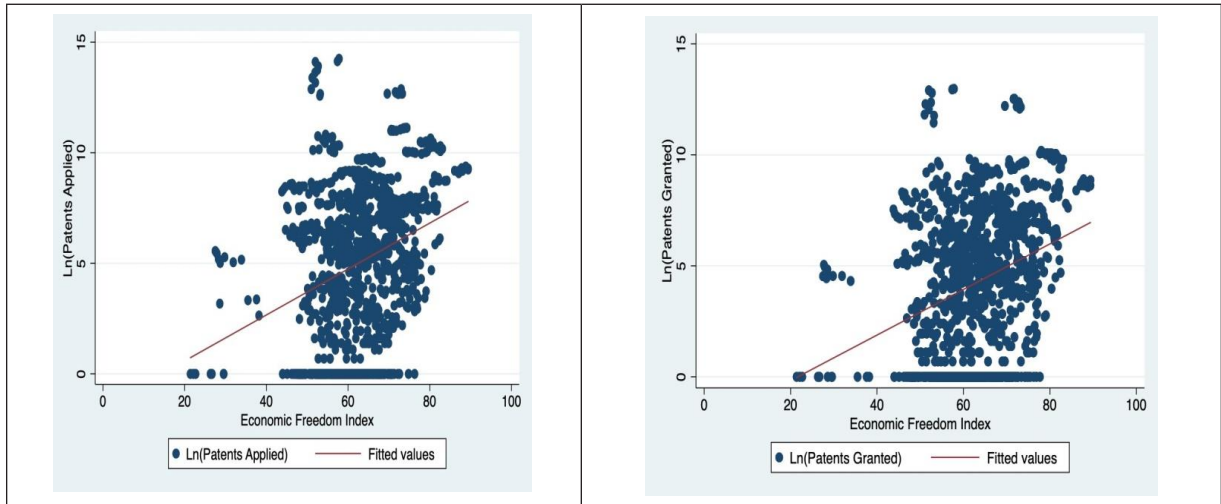 15
10
5
0
Ln(Patents Applied)
0 20 40 60 80 100
Economic Freedom Index
Ln(Patents Applied) Fitted values
15
10
5
0
Ln(Patents Granted)
0 20 40 60 80 100
Economic Freedom Index
Ln(Patents Granted) Fitted values